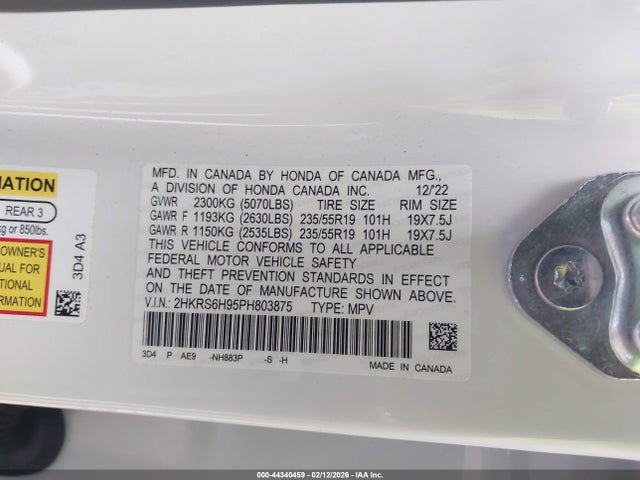 MATION
REAR 3
kg or 850lbs.
OWNER'S
UAL FOR
TIONAL
RMATION
3D4 A3
MFD. IN CANADA BY HONDA OF CANADA MFG.,
A DIVISION OF HONDA CANADA INC. 12/'22
GVWR 2300KG (5070LBS) TIRE SIZE RIM SIZE
GAWR F 1193KG (2630LBS) 235/55R19 101H 19X7.5J
GAWR R 1150KG (2535LBS) 235/55R19 101H 19X7.5J
THIS VEHICLE CONFORMS TO ALL APPLICABLE
FEDERAL MOTOR VEHICLE SAFETY
AND THEFT PREVENTION STANDARDS IN EFFECT
ON THE DATE OF MANUFACTURE SHOWN ABOVE.
V.I.N.: 2HKRS6H95PH803875 TYPE: MPV
3D4 P AE9 -NH883P -S -H
MADE IN CANADA
000-44340459 - 02/12/2026 - IAA Inc.